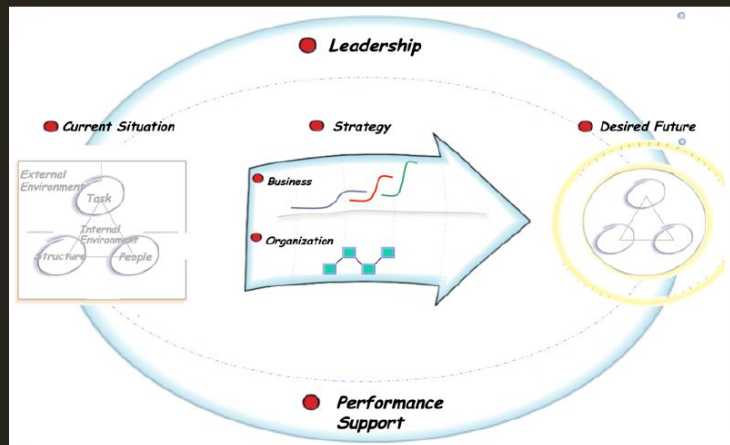 Leadership
Current Situation
Strategy
Desired Future
External
Environment
Task
Internal
Environment
Structure
People
Business
Organization
Performance
Support